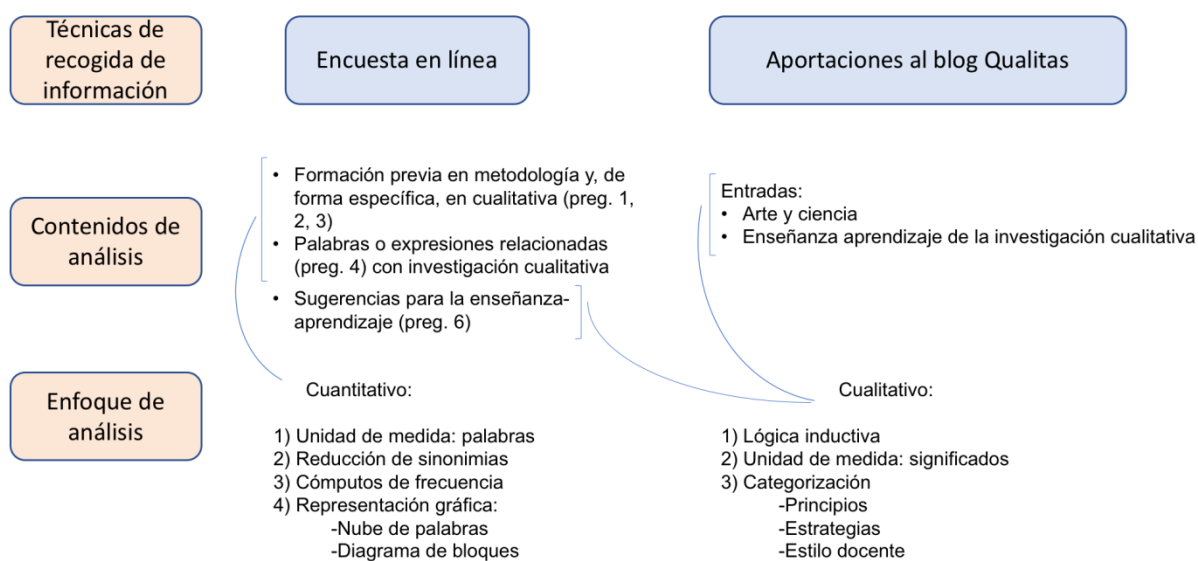 Técnicas de
recogida de
información
Encuesta en línea
Aportaciones al blog Qualitas
Contenidos de
análisis
• Formación previa en metodología y, de
forma específica, en cualitativa (preg. 1,
2, 3)
• Palabras o expresiones relacionadas
(preg. 4) con investigación cualitativa
• Sugerencias para la enseñanza-
aprendizaje (preg. 6)
Entradas:
• Arte y ciencia
• Enseñanza aprendizaje de la investigación cualitativa
Enfoque de
análisis
Cuantitativo:
1) Unidad de medida: palabras
2) Reducción de sinonimias
3) Cómputos de frecuencia
4) Representación gráfica:
-Nube de palabras
-Diagrama de bloques
Cualitativo:
1) Lógica inductiva
2) Unidad de medida: significados
3) Categorización
-Principios
-Estrategias
-Estilo docente